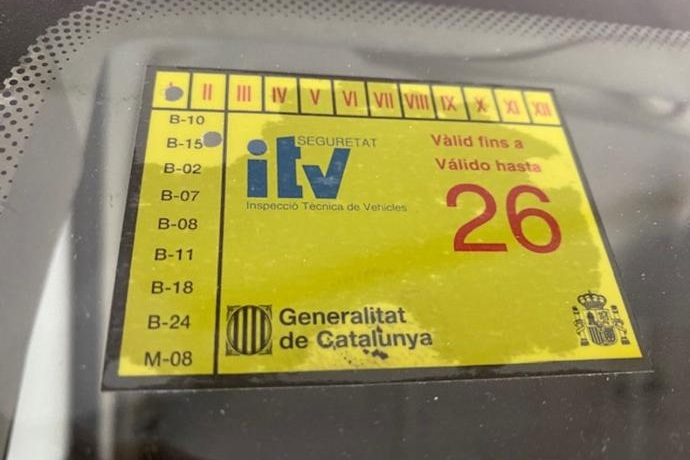 II III IV V VI VII VIII IX X XI XII
B-10
B-15
B-02
B-07
B-08
B-11
B-18
B-24
M-08
SEGURETAT
itv
Inspecció Tècnica de Vehicles
Vàlid fins a
Válido hasta
26
Generalitat
de Catalunya